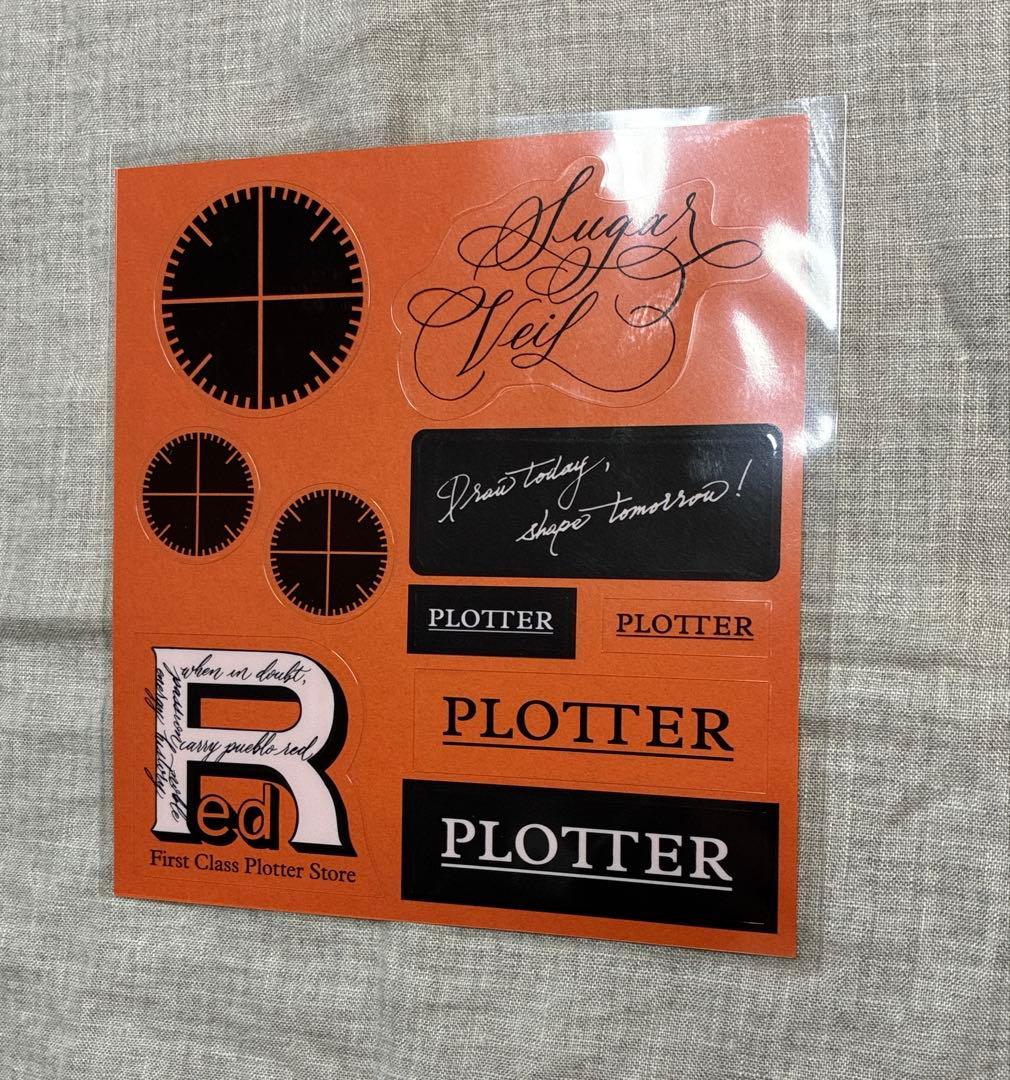 Sugar
Veil
Draw today,
shape tomorrow!
PLOTTER
PLOTTER
PLOTTER
PLOTTER
when in doubt,
carry pueblo red
Red
First Class Plotter Store